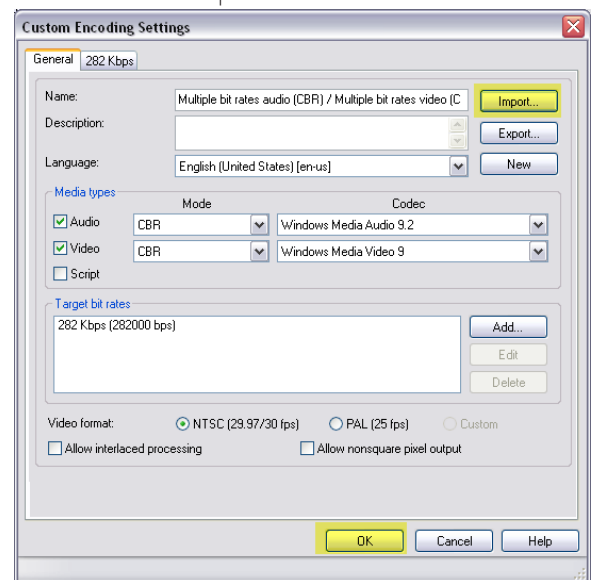 Custom Encoding Settings
General 282 Kbps
Name: Multiple bit rates audio (CBR) / Multiple bit rates video (C Import...
Description: Export...
Language: English (United States) [en-us] New
Media types
Mode Codec
Audio CBR Windows Media Audio 9.2
Video CBR Windows Media Video 9
Script
Target bit rates
282 Kbps (282000 bps) Add...
Edit
Delete
Video format: NTSC (29.97/30 fps) PAL (25 fps) Custom
Allow interlaced processing Allow nonsquare pixel output
OK Cancel Help